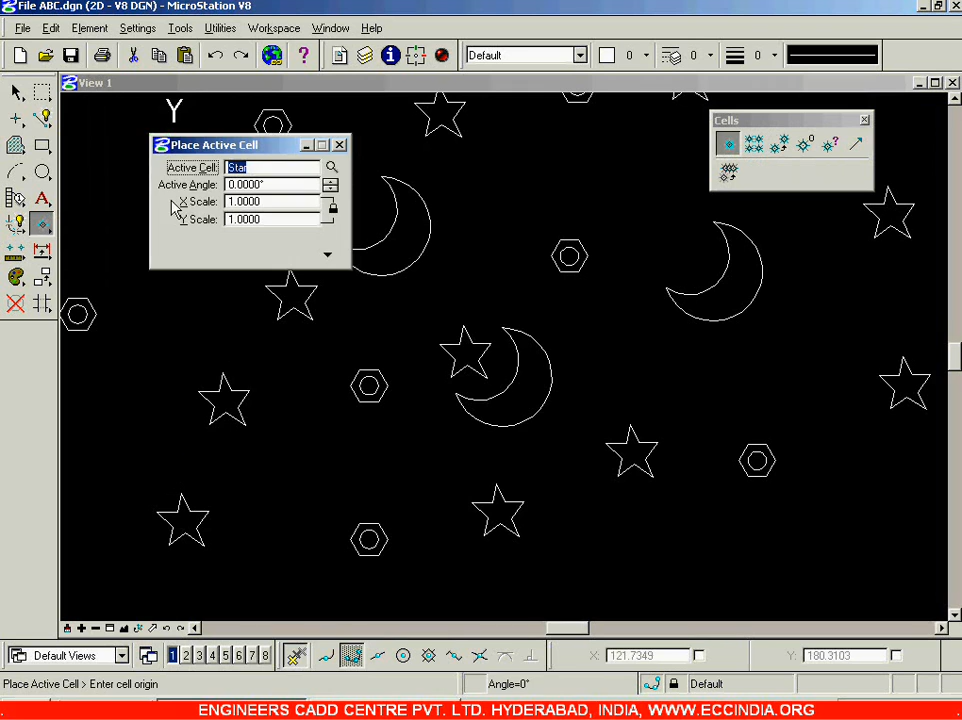 File ABC.dgn (2D - V8 DGN) - MicroStation V8
File Edit Element Settings Tools Utilities Workspace Window Help
Default 0 0 0
View 1
Y
Place Active Cell
Active Cell: Star
Active Angle: 0.0000°
X Scale: 1.0000
Y Scale: 1.0000
Cells
Default Views 1 2 3 4 5 6 7 8 X: 121.7349 Y: 180.3103
Place Active Cell > Enter cell origin Angle=0° Default
ENGINEERS CADD CENTRE PVT. LTD. HYDERABAD, INDIA, WWW.ECCINDIA.ORG